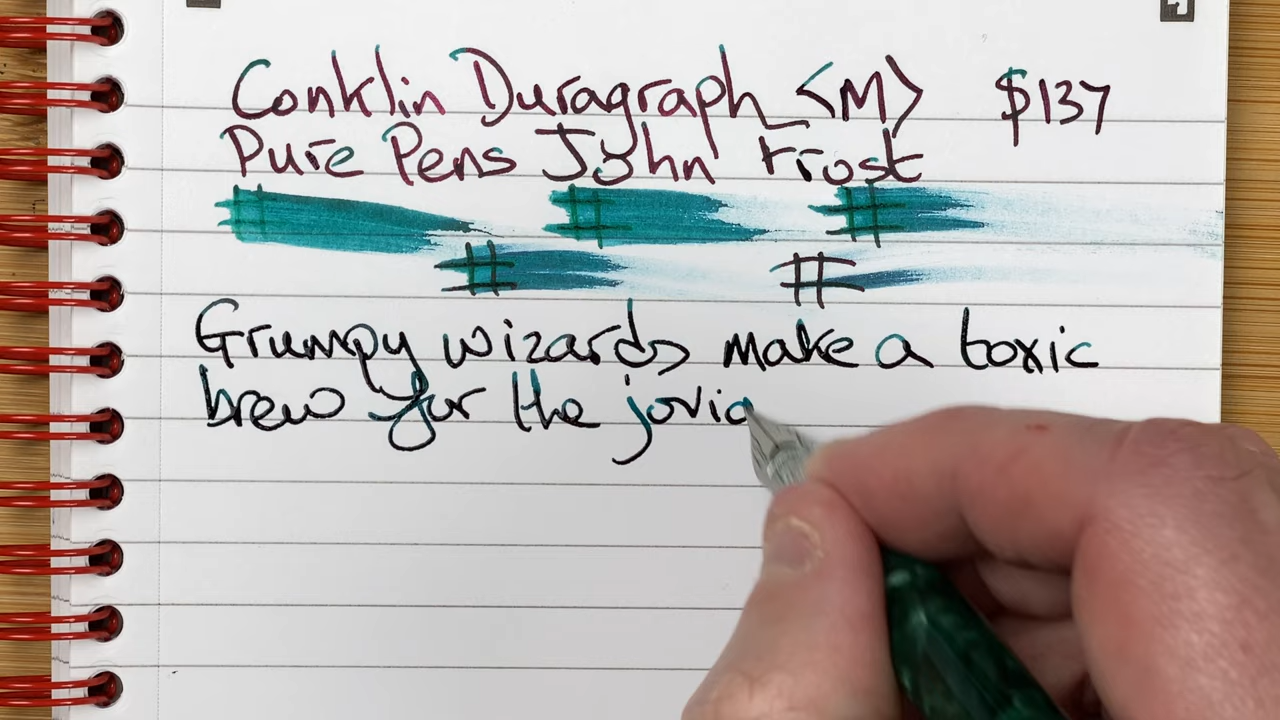 Conklin Duragraph <M> $137
Pure Pens John Frost
# # #
# #
Grumpy wizards make a toxic
brew for the jovia